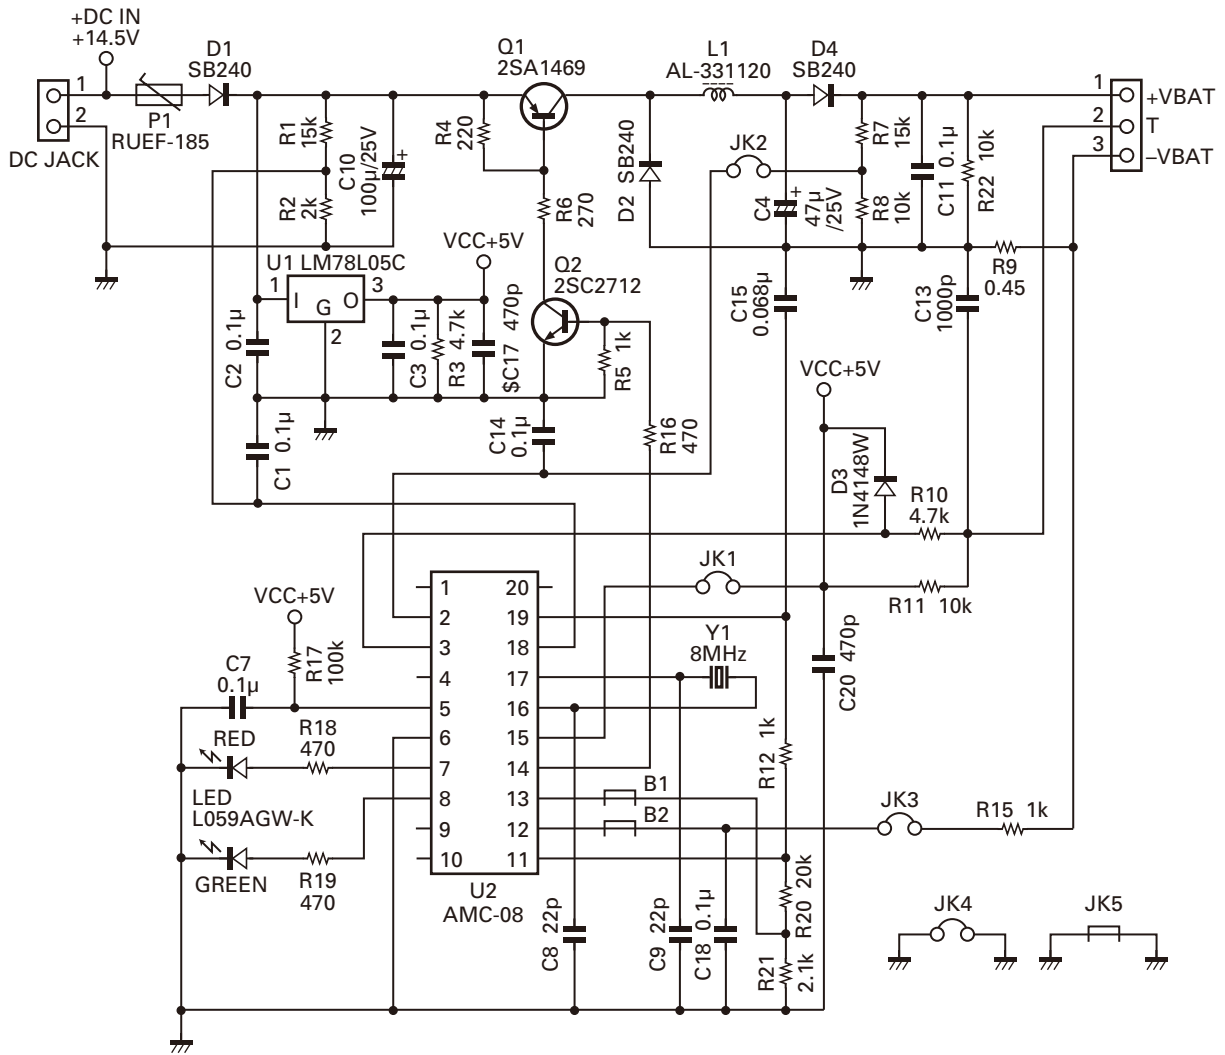 +DC IN
+14.5V
1
2
DC JACK
P1
RUEF-185
D1
SB240
R1
15k
R2
2k
C10
100µ/25V
+
R4
220
Q1
2SA1469
R6
270
L1
AL-331120
D2 SB240
JK2
D4
SB240
C4
+
47µ
/25V
R7
15k
R8
10k
C11 0.1µ
R22 10k
1
2
3
+VBAT
T
–VBAT
R9
0.45
U1 LM78L05C
1
I
G
O
3
2
VCC+5V
C2 0.1µ
C3 0.1µ
R3 4.7k
$C17 470p
Q2
2SC2712
R5 1k
C15
0.068µ
C13
1000p
C1 0.1µ
C14
0.1µ
R16
470
VCC+5V
D3
1N4148W
R10
4.7k
JK1
R11 10k
VCC+5V
R17
100k
C7
0.1µ
RED
R18
470
LED
L059AGW-K
GREEN
R19
470
1 20
2 19
3 18
4 17
5 16
6 15
7 14
8 13
9 12
10 11
U2
AMC-08
Y1
8MHz
C20 470p
R12 1k
B1
B2
JK3
R15 1k
C8 22p
C9 22p
C18 0.1µ
R20 20k
R21
2.1k
JK4
JK5